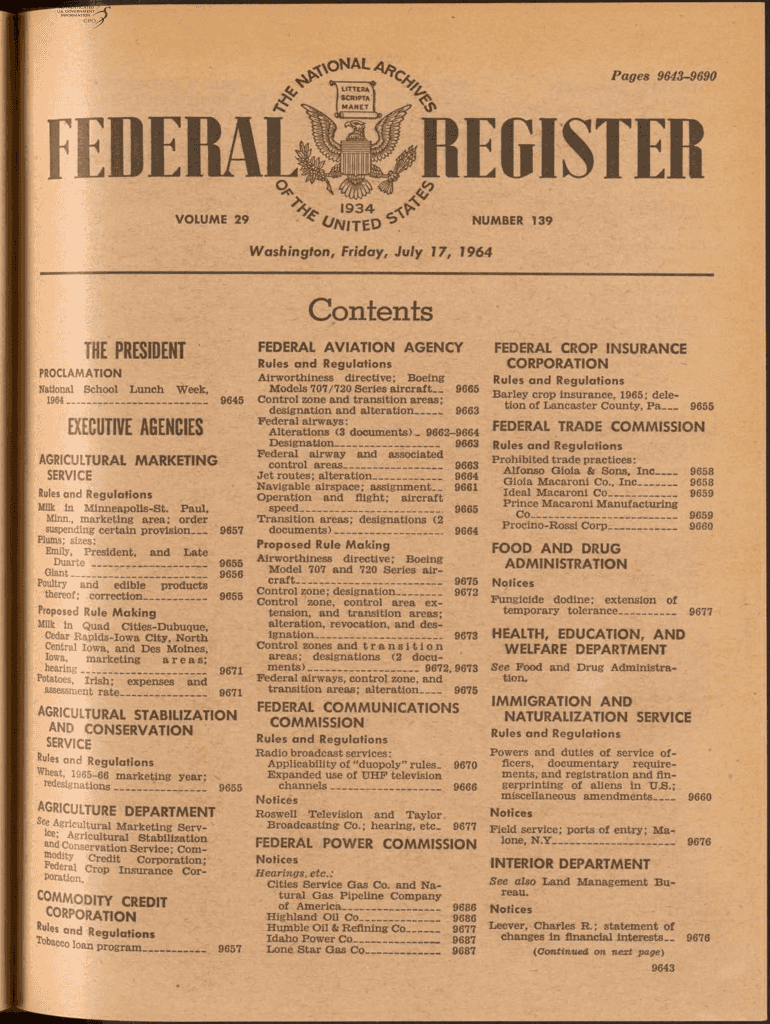 AUTHENTICATED
U.S. GOVERNMENT
INFORMATION
GPO
Pages 9643–9690
THE NATIONAL ARCHIVES
LITTERA
SCRIPTA
MANET
FEDERAL REGISTER
1934
OF THE UNITED STATES
VOLUME 29
NUMBER 139
Washington, Friday, July 17, 1964
Contents
THE PRESIDENT
PROCLAMATION
National School Lunch Week,
1964 9645
EXECUTIVE AGENCIES
AGRICULTURAL MARKETING
SERVICE
Rules and Regulations
Milk in Minneapolis-St. Paul,
Minn., marketing area; order
suspending certain provision 9657
Plums; sizes:
Emily, President, and Late
Duarte 9655
Giant 9656
Poultry and edible products
thereof; correction 9655
Proposed Rule Making
Milk in Quad Cities-Dubuque,
Cedar Rapids-Iowa City, North
Central Iowa, and Des Moines,
Iowa, marketing areas;
hearing 9671
Potatoes, Irish; expenses and
assessment rate 9671
AGRICULTURAL STABILIZATION
AND CONSERVATION
SERVICE
Rules and Regulations
Wheat, 1965–66 marketing year;
redesignations 9655
AGRICULTURE DEPARTMENT
See Agricultural Marketing Serv-
ice; Agricultural Stabilization
and Conservation Service; Com-
modity Credit Corporation;
Federal Crop Insurance Cor-
poration.
COMMODITY CREDIT
CORPORATION
Rules and Regulations
Tobacco loan program 9657
FEDERAL AVIATION AGENCY
Rules and Regulations
Airworthiness directive; Boeing
Models 707/720 Series aircraft 9665
Control zone and transition areas;
designation and alteration 9663
Federal airways:
Alterations (3 documents) 9662–9664
Designation 9663
Federal airway and associated
control areas 9663
Jet routes; alteration 9664
Navigable airspace; assignment 9661
Operation and flight; aircraft
speed 9665
Transition areas; designations (2
documents) 9664
Proposed Rule Making
Airworthiness directive; Boeing
Model 707 and 720 Series air-
craft 9675
Control zone; designation 9672
Control zone, control area ex-
tension, and transition areas;
alteration, revocation, and des-
ignation 9673
Control zones and transition
areas; designations (2 docu-
ments) 9672, 9673
Federal airways, control zone, and
transition areas; alteration 9675
FEDERAL COMMUNICATIONS
COMMISSION
Rules and Regulations
Radio broadcast services:
Applicability of "duopoly" rules 9670
Expanded use of UHF television
channels 9666
Notices
Roswell Television and Taylor
Broadcasting Co.; hearing, etc 9677
FEDERAL POWER COMMISSION
Notices
Hearings, etc.:
Cities Service Gas Co. and Na-
tural Gas Pipeline Company
of America 9686
Highland Oil Co 9686
Humble Oil & Refining Co 9677
Idaho Power Co 9687
Lone Star Gas Co 9687
FEDERAL CROP INSURANCE
CORPORATION
Rules and Regulations
Barley crop insurance, 1965; dele-
tion of Lancaster County, Pa 9655
FEDERAL TRADE COMMISSION
Rules and Regulations
Prohibited trade practices:
Alfonso Gioia & Sons, Inc 9658
Gioia Macaroni Co., Inc 9658
Ideal Macaroni Co 9659
Prince Macaroni Manufacturing
Co 9659
Procino-Rossi Corp 9660
FOOD AND DRUG
ADMINISTRATION
Notices
Fungicide dodine; extension of
temporary tolerance 9677
HEALTH, EDUCATION, AND
WELFARE DEPARTMENT
See Food and Drug Administra-
tion.
IMMIGRATION AND
NATURALIZATION SERVICE
Rules and Regulations
Powers and duties of service of-
ficers, documentary require-
ments, and registration and fin-
gerprinting of aliens in U.S.;
miscellaneous amendments 9660
Notices
Field service; ports of entry; Ma-
lone, N.Y 9676
INTERIOR DEPARTMENT
See also Land Management Bu-
reau.
Notices
Leever, Charles R.; statement of
changes in financial interests 9676
(Continued on next page)
9643